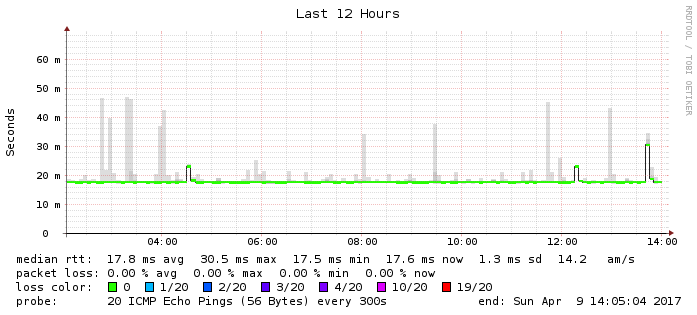 Last 12 Hours
RRDTOOL / TOBI OETIKER
Seconds
60 m
50 m
40 m
30 m
20 m
10 m
0
04:00 06:00 08:00 10:00 12:00 14:00
median rtt: 17.8 ms avg 30.5 ms max 17.5 ms min 17.6 ms now 1.3 ms sd 14.2 am/s
packet loss: 0.00 % avg 0.00 % max 0.00 % min 0.00 % now
loss color: 0 1/20 2/20 3/20 4/20 10/20 19/20
probe: 20 ICMP Echo Pings (56 Bytes) every 300s end: Sun Apr 9 14:05:04 2017